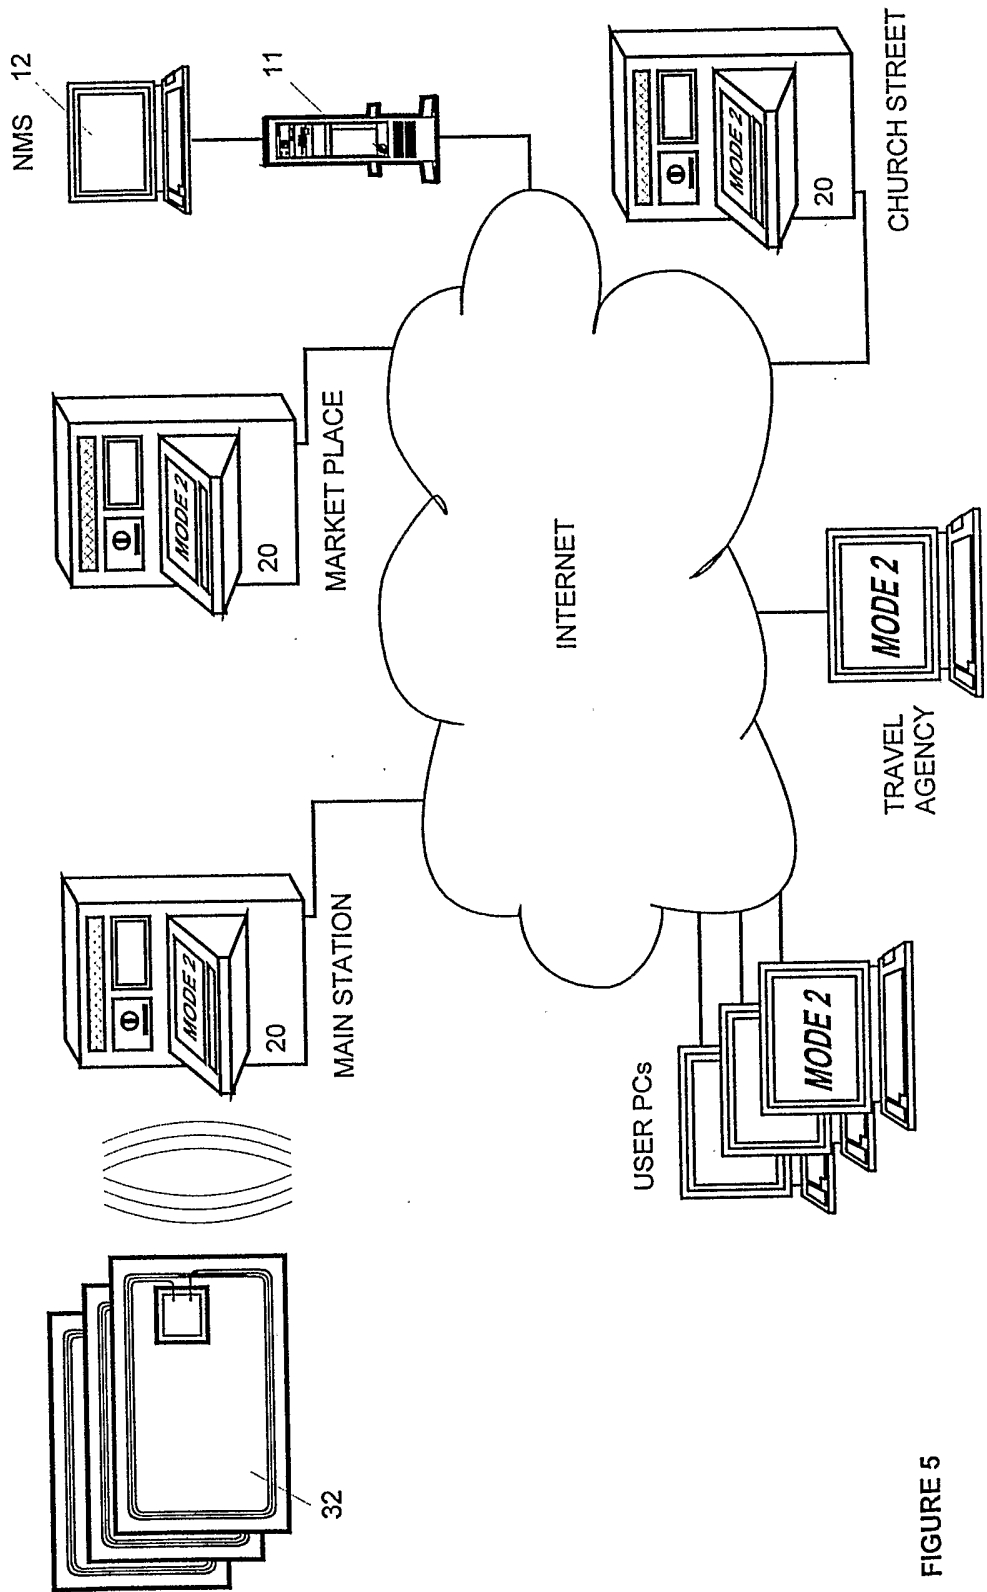 32
MODE 2
20
MAIN STATION
MODE 2
20
MARKET PLACE
NMS
12
11
INTERNET
USER PCs
MODE 2
TRAVEL
AGENCY
MODE 2
MODE 2
20
CHURCH STREET
FIGURE 5